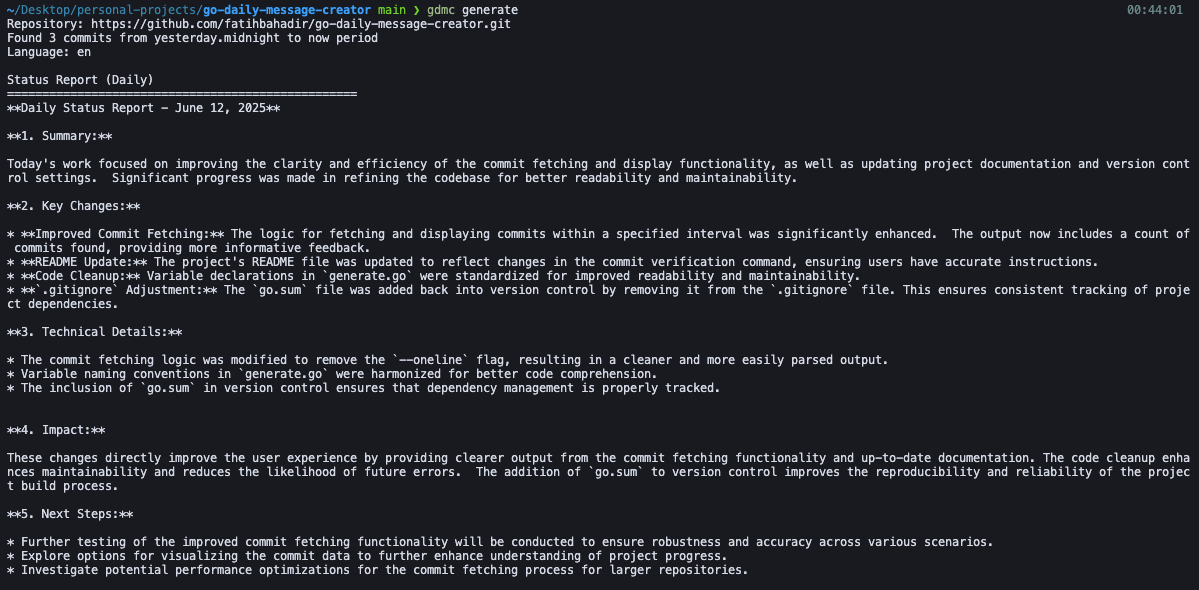 ~/Desktop/personal-projects/go-daily-message-creator main ❯ gdmc generate 00:44:01
Repository: https://github.com/fatihbahadir/go-daily-message-creator.git
Found 3 commits from yesterday.midnight to now period
Language: en
Status Report (Daily)
==================================================
**Daily Status Report - June 12, 2025**
**1. Summary:**
Today's work focused on improving the clarity and efficiency of the commit fetching and display functionality, as well as updating project documentation and version cont
rol settings.  Significant progress was made in refining the codebase for better readability and maintainability.
**2. Key Changes:**
* **Improved Commit Fetching:** The logic for fetching and displaying commits within a specified interval was significantly enhanced.  The output now includes a count of
 commits found, providing more informative feedback.
* **README Update:** The project's README file was updated to reflect changes in the commit verification command, ensuring users have accurate instructions.
* **Code Cleanup:** Variable declarations in `generate.go` were standardized for improved readability and maintainability.
* **`.gitignore` Adjustment:** The `go.sum` file was added back into version control by removing it from the `.gitignore` file. This ensures consistent tracking of proje
ct dependencies.
**3. Technical Details:**
* The commit fetching logic was modified to remove the `--oneline` flag, resulting in a cleaner and more easily parsed output.
* Variable naming conventions in `generate.go` were harmonized for better code comprehension.
* The inclusion of `go.sum` in version control ensures that dependency management is properly tracked.
**4. Impact:**
These changes directly improve the user experience by providing clearer output from the commit fetching functionality and up-to-date documentation. The code cleanup enha
nces maintainability and reduces the likelihood of future errors.  The addition of `go.sum` to version control improves the reproducibility and reliability of the projec
t build process.
**5. Next Steps:**
* Further testing of the improved commit fetching functionality will be conducted to ensure robustness and accuracy across various scenarios.
* Explore options for visualizing the commit data to further enhance understanding of project progress.
* Investigate potential performance optimizations for the commit fetching process for larger repositories.